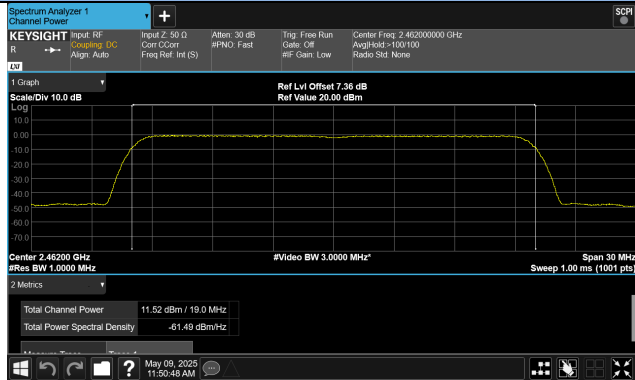 Spectrum Analyzer 1
Channel Power
SCPI
KEYSIGHT
R
LXI
Input: RF
Coupling: DC
Align: Auto
Input Z: 50 Ω
Corr CCorr
Freq Ref: Int (S)
Atten: 30 dB
#PNO: Fast
Trig: Free Run
Gate: Off
#IF Gain: Low
Center Freq: 2.462000000 GHz
Avg|Hold:>100/100
Radio Std: None
1 Graph
Scale/Div 10.0 dB
Ref Lvl Offset 7.36 dB
Ref Value 20.00 dBm
Log
10.0
0.00
-10.0
-20.0
-30.0
-40.0
-50.0
-60.0
-70.0
Center 2.46200 GHz
#Res BW 1.0000 MHz
#Video BW 3.0000 MHz*
Span 30 MHz
Sweep 1.00 ms (1001 pts)
2 Metrics
Total Channel Power 11.52 dBm / 19.0 MHz
Total Power Spectral Density -61.49 dBm/Hz
May 09, 2025
11:50:48 AM